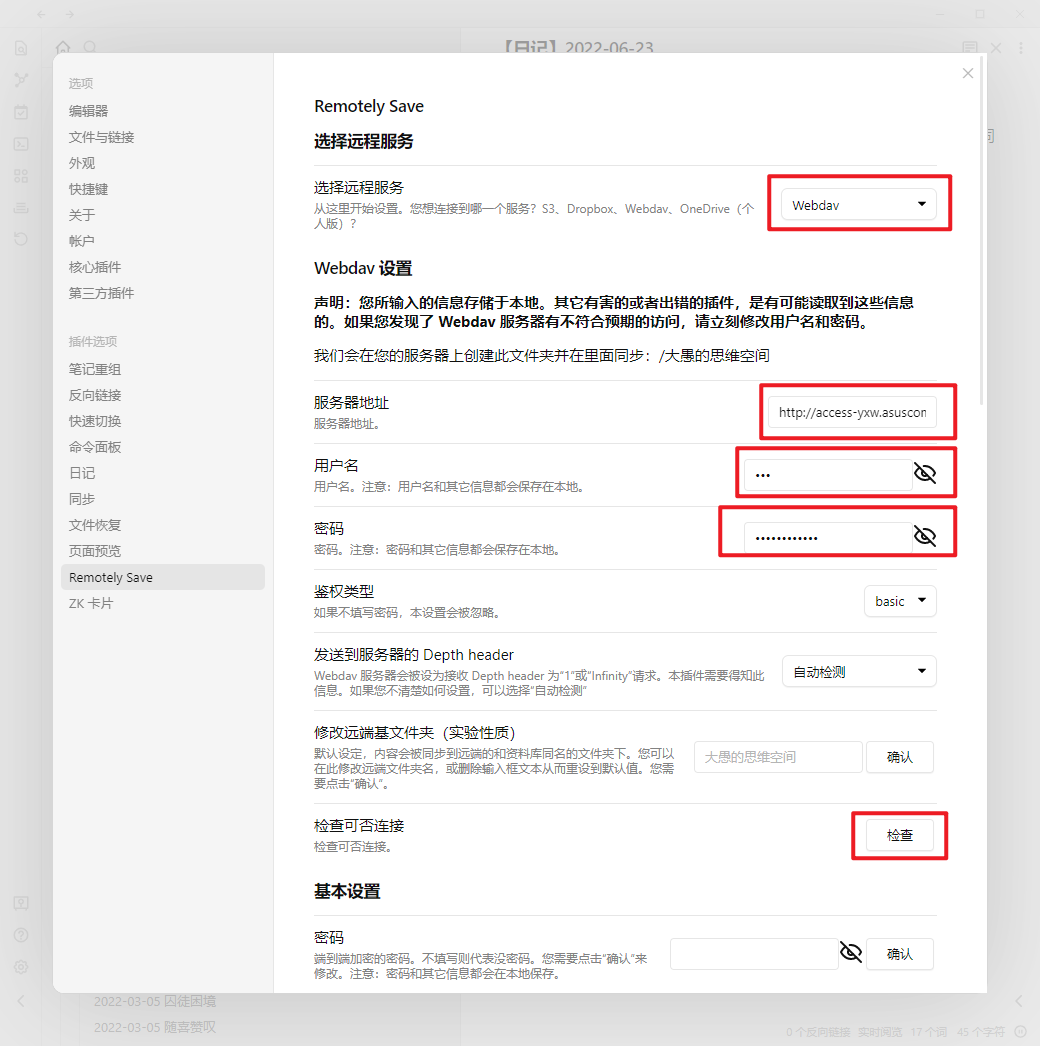 【日记】2022-06-23
选项
编辑器
文件与链接
外观
快捷键
关于
帐户
核心插件
第三方插件
插件选项
笔记重组
反向链接
快速切换
命令面板
日记
同步
文件恢复
页面预览
Remotely Save
ZK 卡片
Remotely Save
选择远程服务
选择远程服务
从这里开始设置。您想连接到哪一个服务？S3、Dropbox、Webdav、OneDrive（个
人版）？
Webdav
Webdav 设置
声明：您所输入的信息存储于本地。其它有害的或者出错的插件，是有可能读取到这些信息
的。如果您发现了 Webdav 服务器有不符合预期的访问，请立刻修改用户名和密码。
我们会在您的服务器上创建此文件夹并在里面同步：/大愚的思维空间
服务器地址
服务器地址。
http://access-yxw.asuscon
用户名
用户名。注意：用户名和其它信息都会保存在本地。
密码
密码。注意：密码和其它信息都会保存在本地。
鉴权类型
如果不填写密码，本设置会被忽略。
basic
发送到服务器的 Depth header
Webdav 服务器会被设为接收 Depth header 为"1"或"Infinity"请求。本插件需要得知此
信息。如果您不清楚如何设置，可以选择"自动检测"
自动检测
修改远端基文件夹（实验性质）
默认设定，内容会被同步到远端的和资料库同名的文件夹下。您可以
在此修改远端文件夹名，或删除输入框文本从而重设到默认值。您需
要点击"确认"。
大愚的思维空间
确认
检查可否连接
检查可否连接。
检查
基本设置
密码
端到端加密的密码。不填写则代表没密码。您需要点击"确认"来
修改。注意：密码和其它信息都会在本地保存。
确认
2022-03-05 囚徒困境
2022-03-05 随喜赞叹
0 个反向链接 实时阅览 17 个词 45 个字符